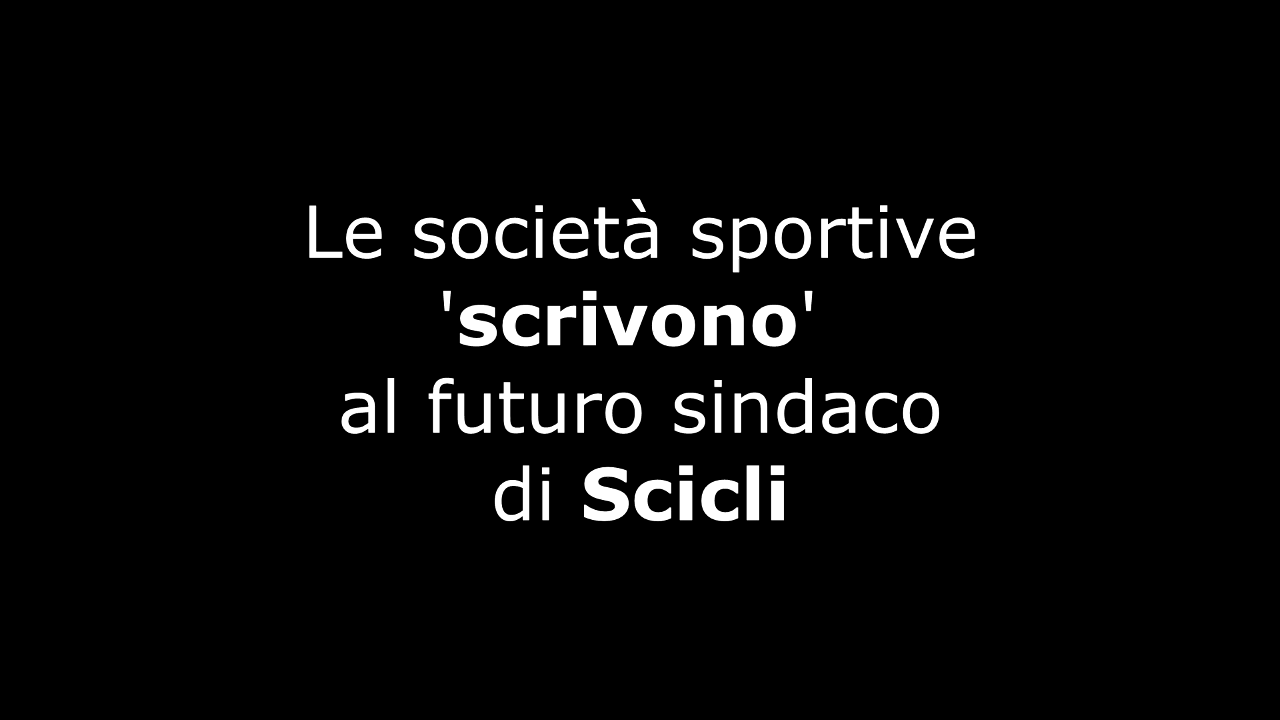 Le società sportive
'scrivono'
al futuro sindaco
di Scicli